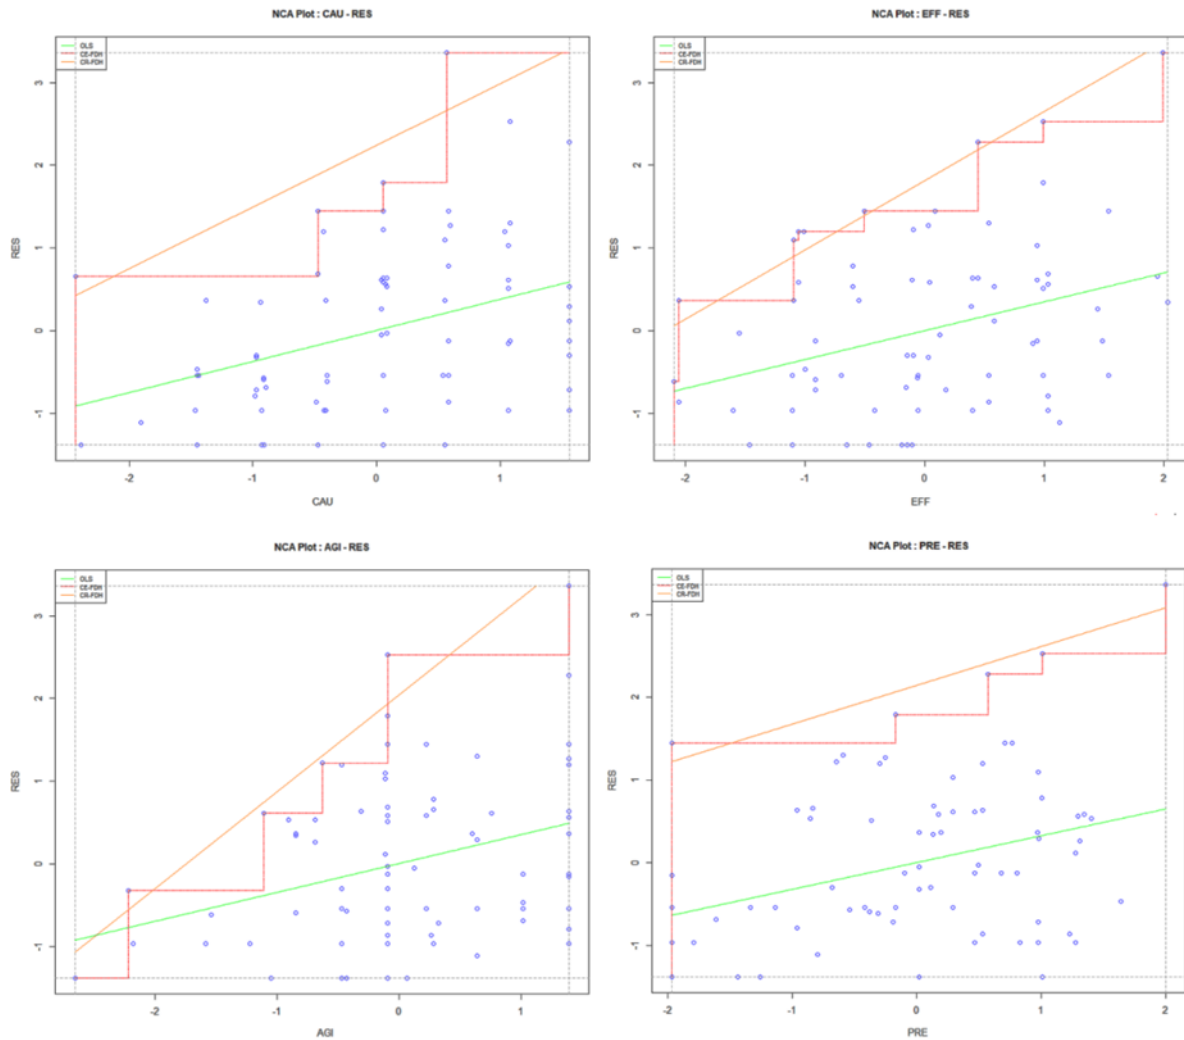 NCA Plot : CAU - RES
OLS
CE-FDH
CR-FDH
3
2
1
0
-1
RES
-2
-1
0
1
CAU
NCA Plot : EFF - RES
OLS
CE-FDH
CR-FDH
3
2
1
0
-1
RES
-2
-1
0
1
2
EFF
NCA Plot : AGI - RES
OLS
CE-FDH
CR-FDH
3
2
1
0
-1
RES
-2
-1
0
1
AGI
NCA Plot : PRE - RES
OLS
CE-FDH
CR-FDH
3
2
1
0
-1
RES
-2
-1
0
1
2
PRE